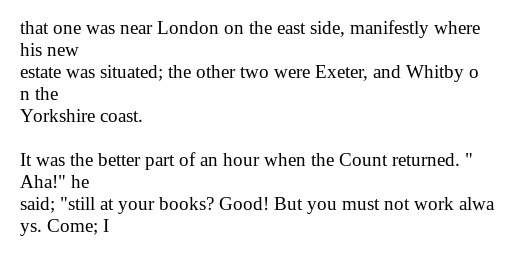 that one was near London on the east side, manifestly where
his new
estate was situated; the other two were Exeter, and Whitby o
n the
Yorkshire coast.

It was the better part of an hour when the Count returned. "
Aha!" he
said; "still at your books? Good! But you must not work alwa
ys. Come; I